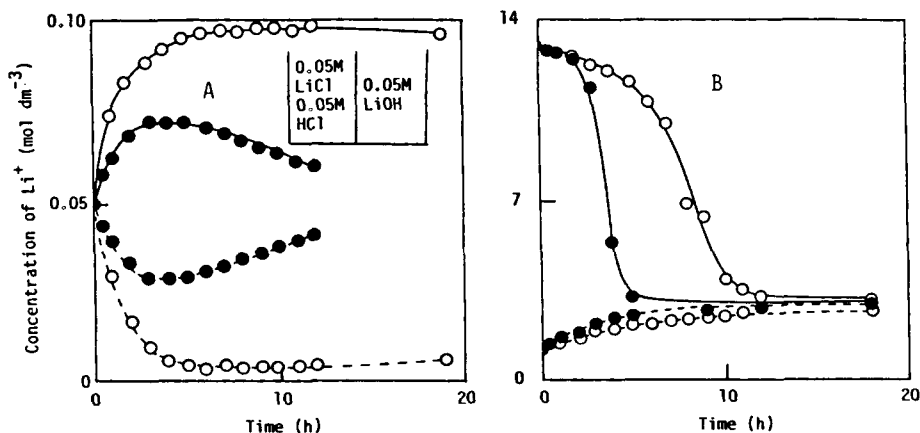 0.10
0.05
0
Concentration of Li⁺ (mol dm⁻³)
A
0.05M
LiCl
0.05M
HCl
0.05M
LiOH
0
10
20
Time (h)
14
7
0
B
0
10
20
Time (h)